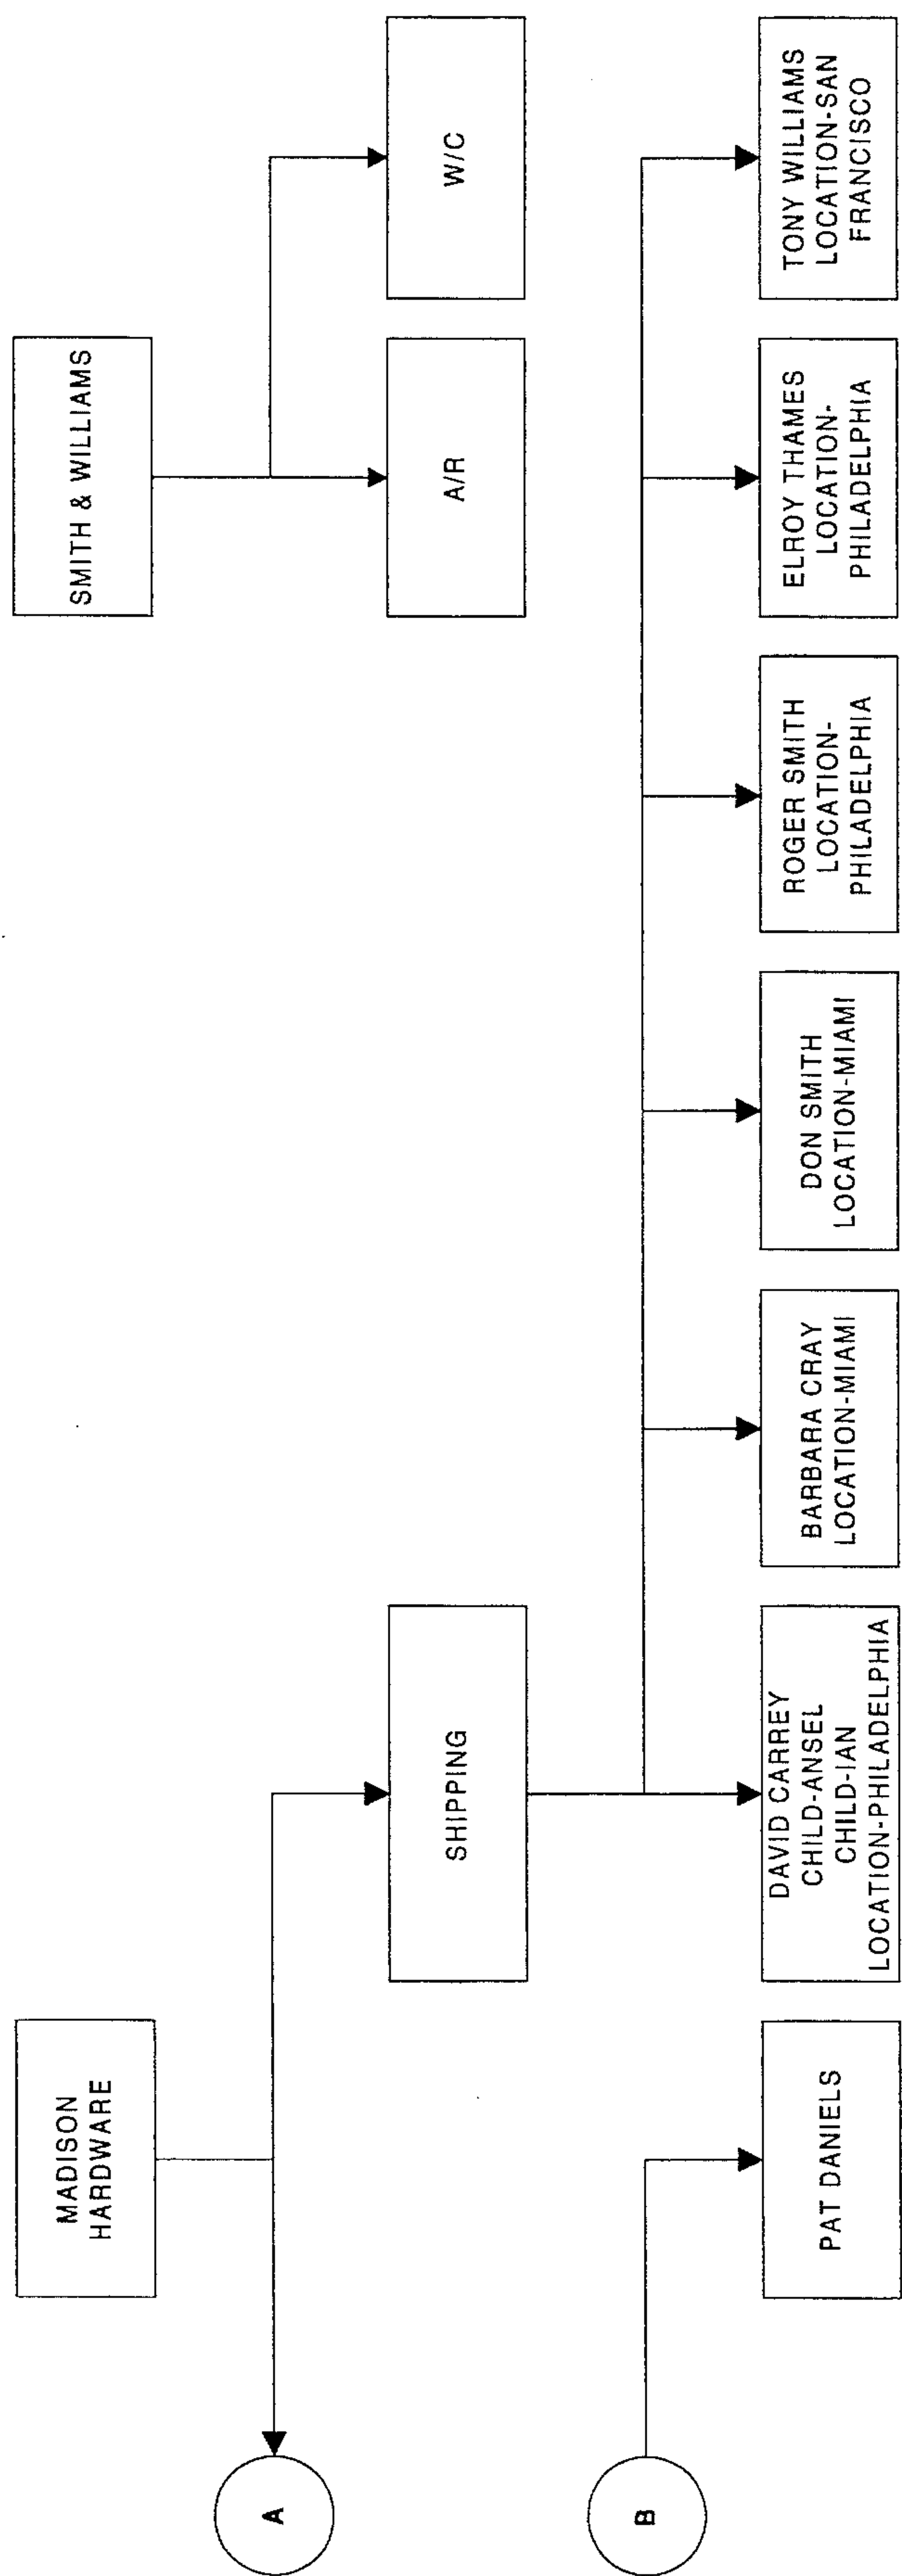 MADISON
HARDWARE
SMITH & WILLIAMS
A
SHIPPING
A/R
W/C
B
PAT DANIELS
DAVID CARREY
CHILD-ANSEL
CHILD-IAN
LOCATION-PHILADELPHIA
BARBARA CRAY
LOCATION-MIAMI
DON SMITH
LOCATION-MIAMI
ROGER SMITH
LOCATION-
PHILADELPHIA
ELROY THAMES
LOCATION-
PHILADELPHIA
TONY WILLIAMS
LOCATION-SAN
FRANCISCO